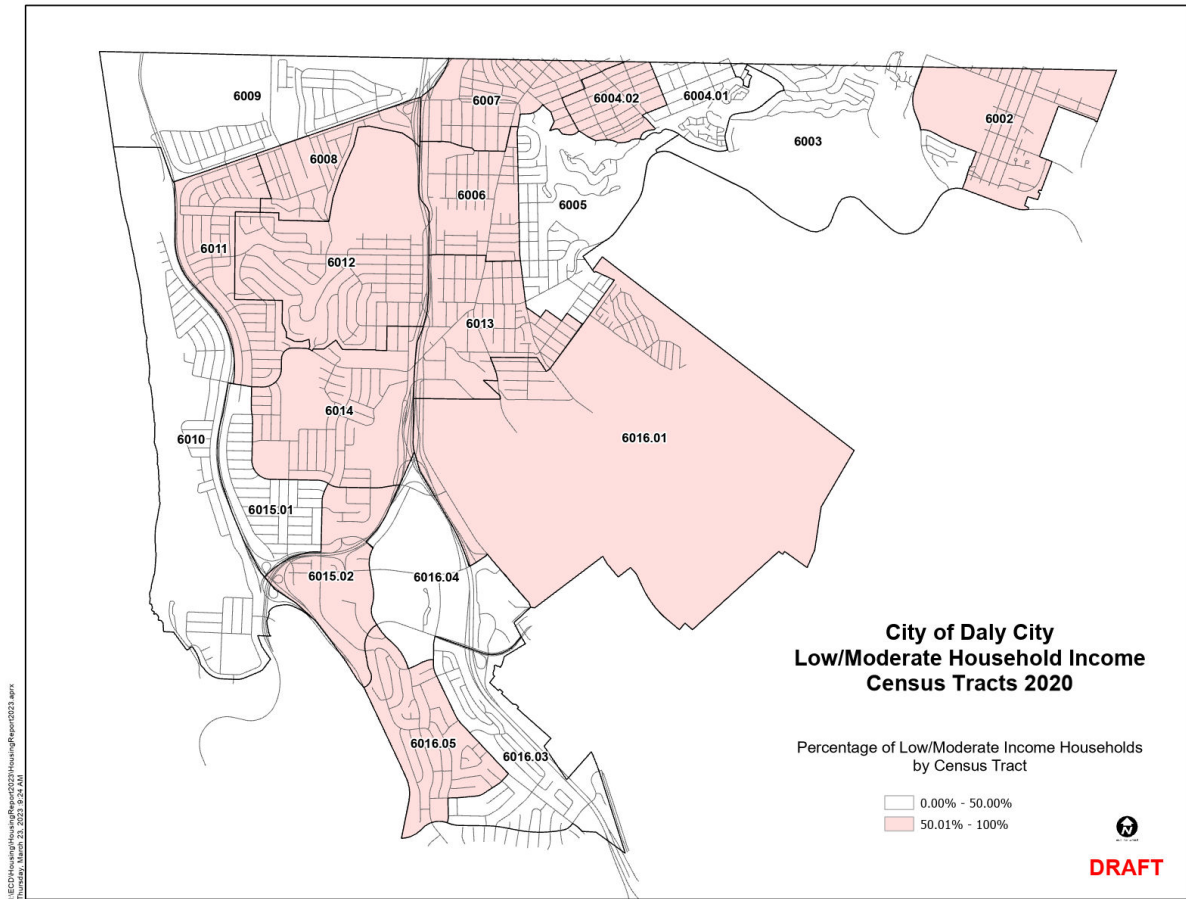 6009
6007
6004.02
6004.01
6002
6003
6008
6006
6005
6011
6012
6013
6014
6010
6016.01
6015.01
6015.02
6016.04
6016.05
6016.03
City of Daly City
Low/Moderate Household Income
Census Tracts 2020
Percentage of Low/Moderate Income Households
by Census Tract
0.00% - 50.00%
50.01% - 100%
N
DRAFT
Thursday, March 23, 2023 9:24 AM